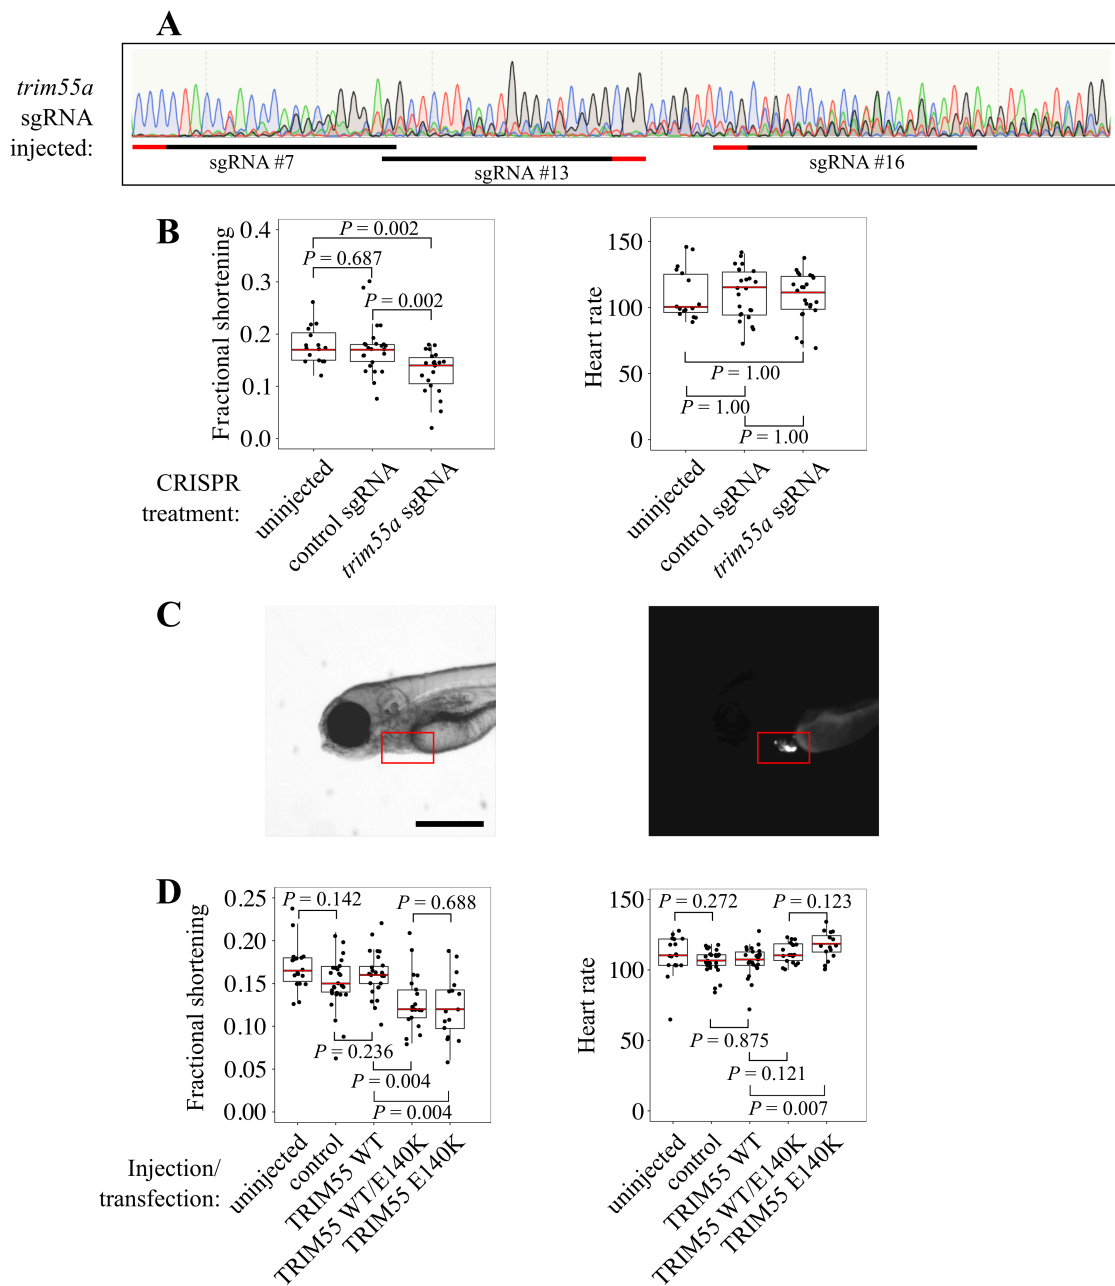 A
trim55a
sgRNA
injected:
sgRNA #7
sgRNA #13
sgRNA #16
B
Fractional shortening
0.4
0.3
0.2
0.1
0.0
P = 0.002
P = 0.687
P = 0.002
Heart rate
150
100
50
0
P = 1.00
P = 1.00
P = 1.00
CRISPR
treatment:
uninjected
control sgRNA
trim55a sgRNA
uninjected
control sgRNA
trim55a sgRNA
C
D
Fractional shortening
0.25
0.20
0.15
0.10
0.05
0.00
P = 0.142
P = 0.688
P = 0.236
P = 0.004
P = 0.004
Heart rate
150
100
50
0
P = 0.272
P = 0.123
P = 0.875
P = 0.121
P = 0.007
Injection/
transfection:
uninjected
control
TRIM55 WT
TRIM55 WT/E140K
TRIM55 E140K
uninjected
control
TRIM55 WT
TRIM55 WT/E140K
TRIM55 E140K